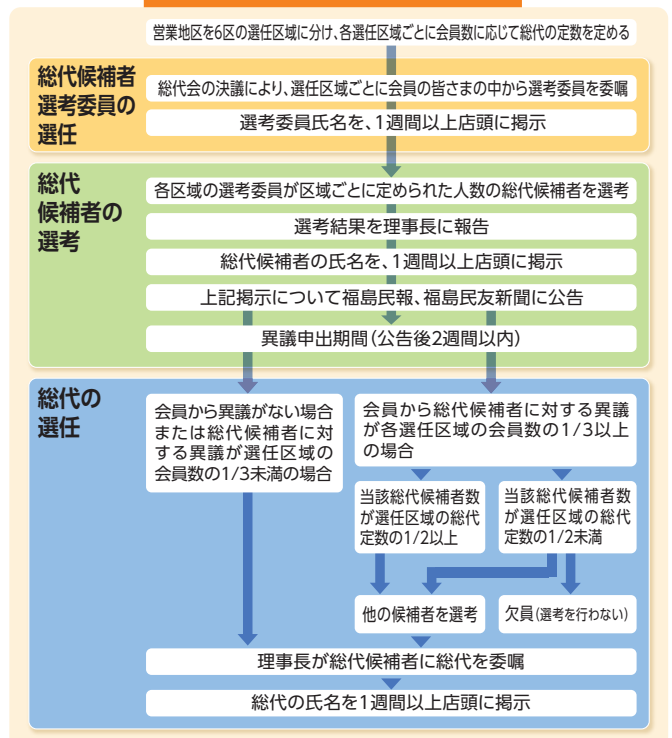 営業地区を6区の選任区域に分け、各選任区域ごとに会員数に応じて総代の定数を定める
総代候補者
選考委員の
選任
総代会の決議により、選任区域ごとに会員の皆さまの中から選考委員を委嘱
選考委員氏名を、1週間以上店頭に掲示
総代
候補者の
選考
各区域の選考委員が区域ごとに定められた人数の総代候補者を選考
選考結果を理事長に報告
総代候補者の氏名を、1週間以上店頭に掲示
上記掲示について福島民報、福島民友新聞に公告
異議申出期間(公告後2週間以内)
総代の
選任
会員から異議がない場合
または総代候補者に対
する異議が選任区域の
会員数の1/3未満の場合
会員から総代候補者に対する異議
が各選任区域の会員数の1/3以上
の場合
当該総代候補者数
が選任区域の総代
定数の1/2以上
当該総代候補者数
が選任区域の総代
定数の1/2未満
他の候補者を選考
欠員(選考を行わない)
理事長が総代候補者に総代を委嘱
総代の氏名を1週間以上店頭に掲示